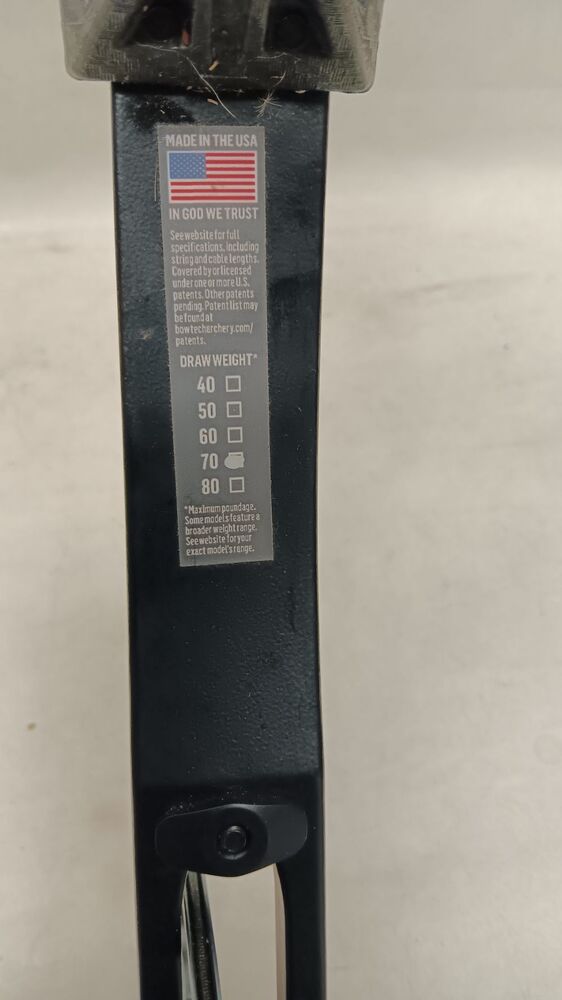 MADE IN THE USA
IN GOD WE TRUST
See website for full
specifications, including
string and cable lengths.
Covered by or licensed
under one or more U.S.
patents. Other patents
pending. Patent list may
be found at
bowtecharchery.com/
patents.
DRAW WEIGHT*
40
50
60
70
80
*Maximum poundage.
Some models feature a
broader weight range.
See website for your
exact model's range.